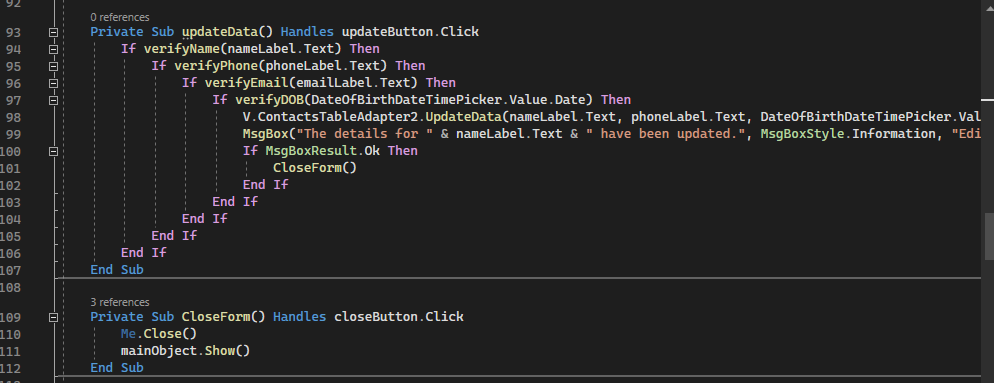 92
0 references
93 Private Sub updateData() Handles updateButton.Click
94 If verifyName(nameLabel.Text) Then
95 If verifyPhone(phoneLabel.Text) Then
96 If verifyEmail(emailLabel.Text) Then
97 If verifyDOB(DateOfBirthDateTimePicker.Value.Date) Then
98 V.ContactsTableAdapter2.UpdateData(nameLabel.Text, phoneLabel.Text, DateOfBirthDateTimePicker.Val
99 MsgBox("The details for " & nameLabel.Text & " have been updated.", MsgBoxStyle.Information, "Edi
100 If MsgBoxResult.Ok Then
101 CloseForm()
102 End If
103 End If
104 End If
105 End If
106 End If
107 End Sub
108
3 references
109 Private Sub CloseForm() Handles closeButton.Click
110 Me.Close()
111 mainObject.Show()
112 End Sub